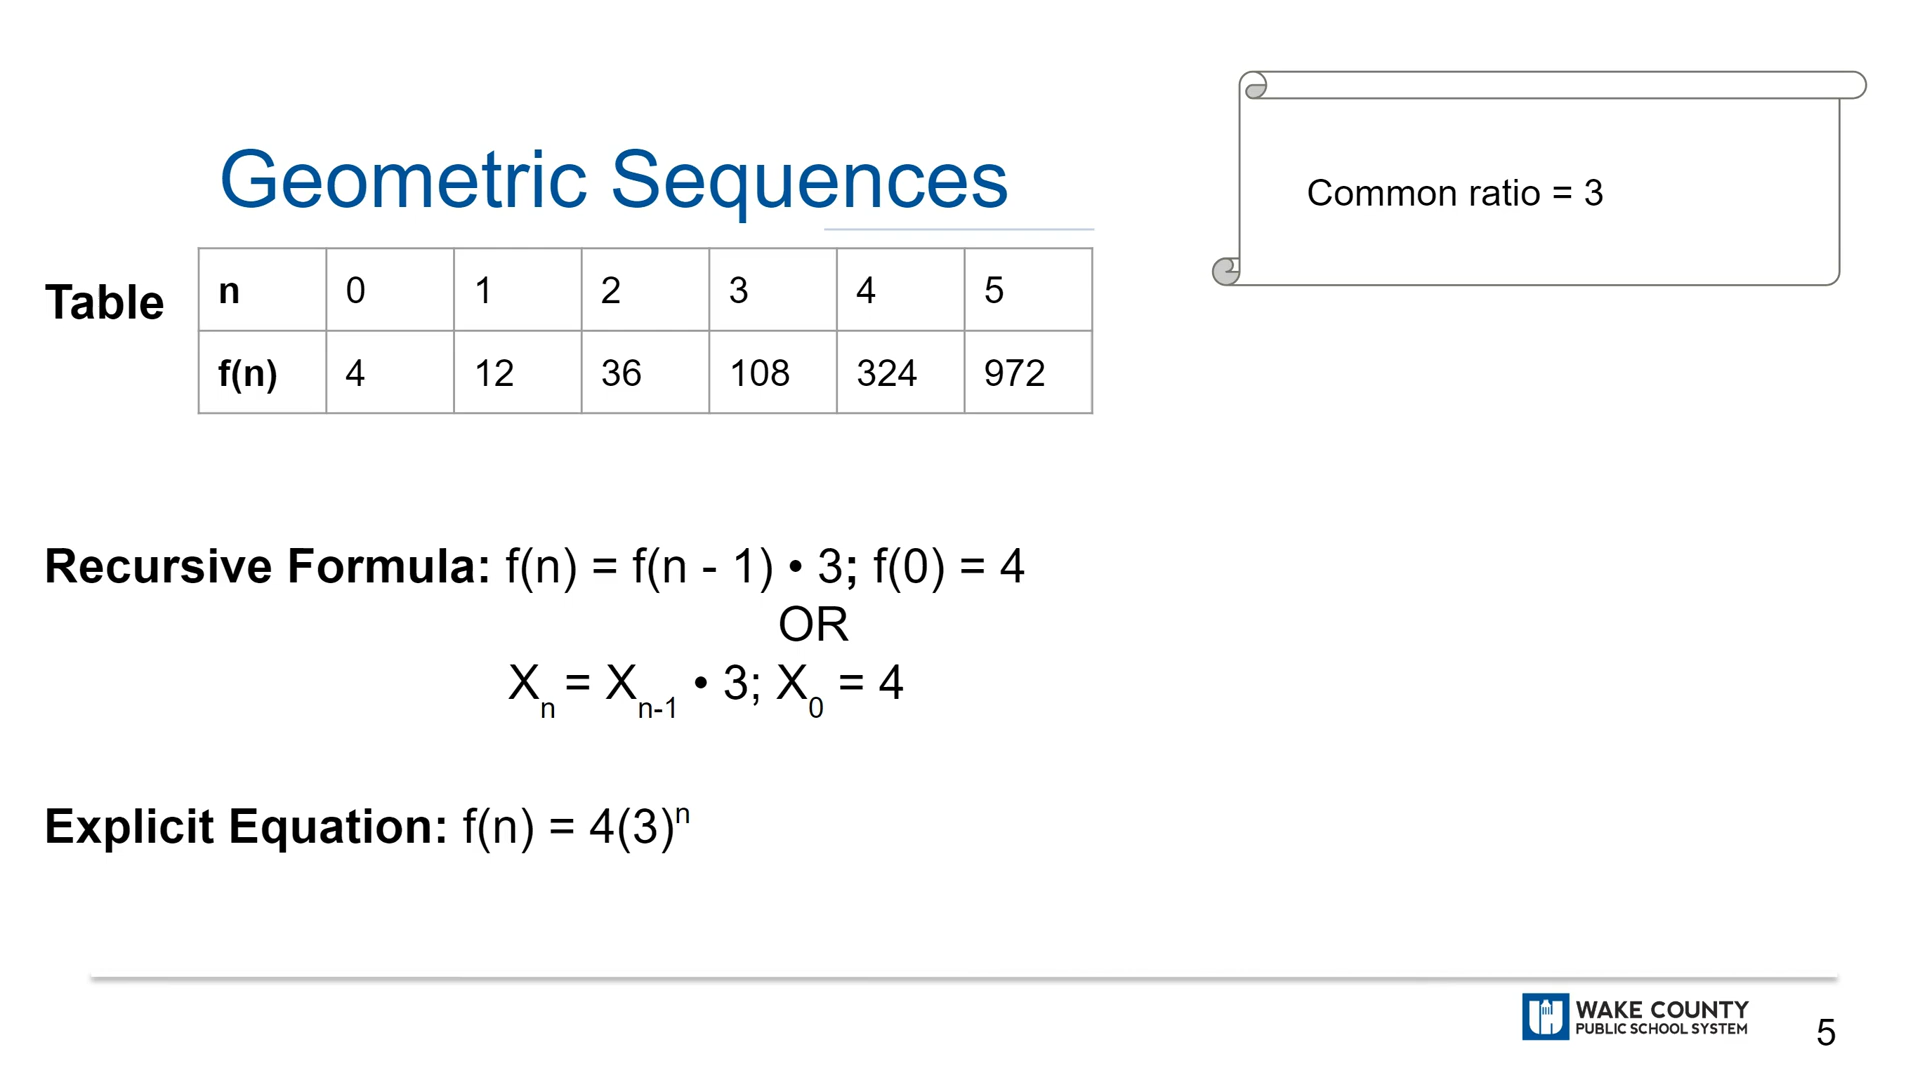 Geometric Sequences
Common ratio = 3
Table
n 0 1 2 3 4 5
f(n) 4 12 36 108 324 972
Recursive Formula: f(n) = f(n - 1) • 3; f(0) = 4
OR
Xₙ = Xₙ₋₁ • 3; X₀ = 4
Explicit Equation: f(n) = 4(3)ⁿ
WAKE COUNTY
PUBLIC SCHOOL SYSTEM
5